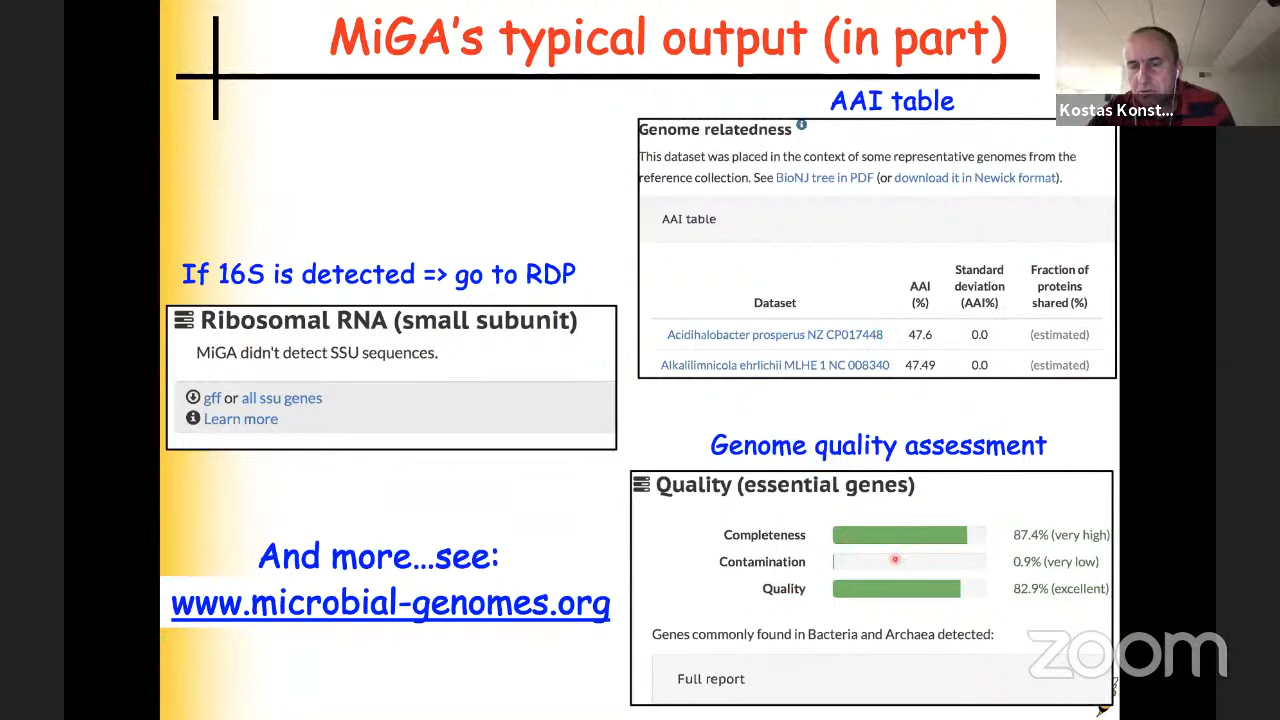 MiGA's typical output (in part)
Kostas Konst...
AAI table
Genome relatedness
This dataset was placed in the context of some representative genomes from the
reference collection. See BioNJ tree in PDF (or download it in Newick format).
AAI table
Dataset AAI (%) Standard deviation (AAI%) Fraction of proteins shared (%)
Acidihalobacter prosperus NZ CP017448 47.6 0.0 (estimated)
Alkalilimnicola ehrlichii MLHE 1 NC 008340 47.49 0.0 (estimated)
If 16S is detected => go to RDP
Ribosomal RNA (small subunit)
MiGA didn't detect SSU sequences.
gff or all ssu genes
Learn more
Genome quality assessment
Quality (essential genes)
Completeness 87.4% (very high)
Contamination 0.9% (very low)
Quality 82.9% (excellent)
Genes commonly found in Bacteria and Archaea detected:
Full report
And more...see:
www.microbial-genomes.org
zoom